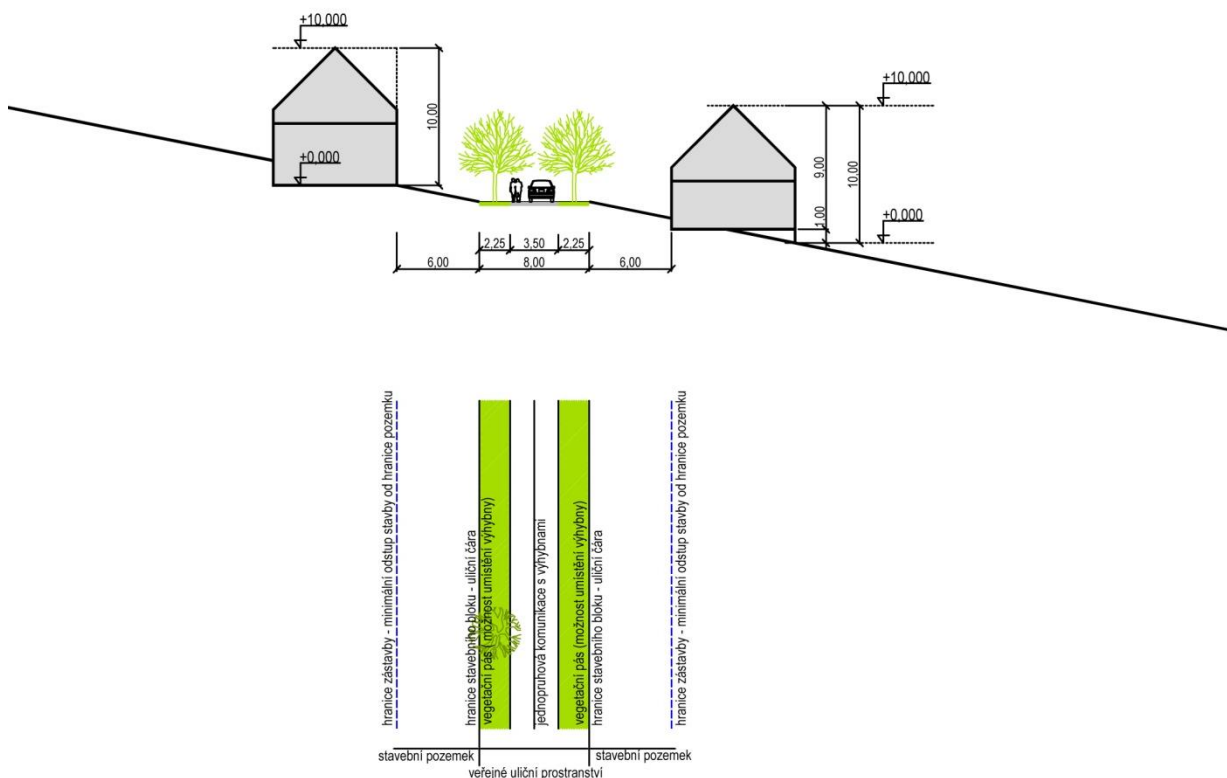 +10,000
+0,000
10,00
+10,000
9,00
10,00
1,00
+0,000
2,25
3,50
2,25
6,00
8,00
6,00
hranice zástavby - minimální odstup stavby od hranice pozemku
hranice stavebního bloku - uliční čára
vegetační pás (možnost umístění výhybny)
jednopruhová komunikace s výhybnami
vegetační pás (možnost umístění výhybny)
hranice stavebního bloku - uliční čára
hranice zástavby - minimální odstup stavby od hranice pozemku
stavební pozemek
stavební pozemek
veřejné uliční prostranství